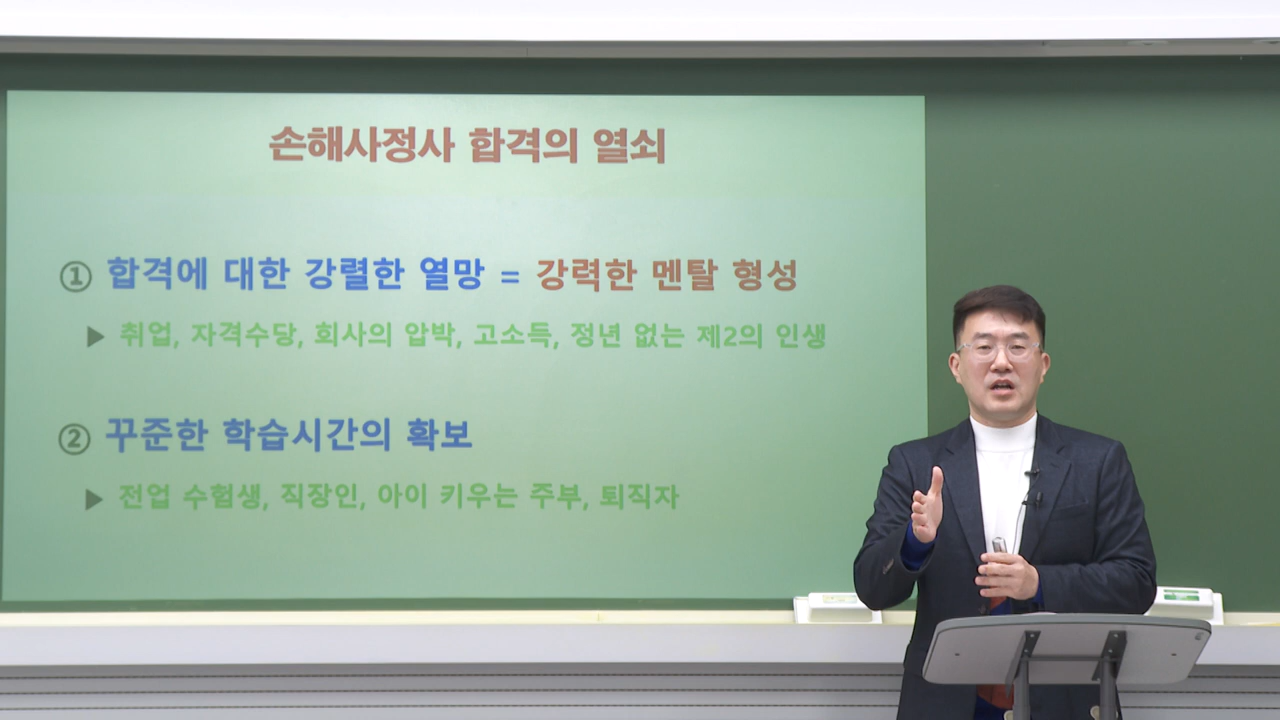 손해사정사 합격의 열쇠
① 합격에 대한 강렬한 열망 = 강력한 멘탈 형성
▶ 취업, 자격수당, 회사의 압박, 고소득, 정년 없는 제2의 인생
② 꾸준한 학습시간의 확보
▶ 전업 수험생, 직장인, 아이 키우는 주부, 퇴직자